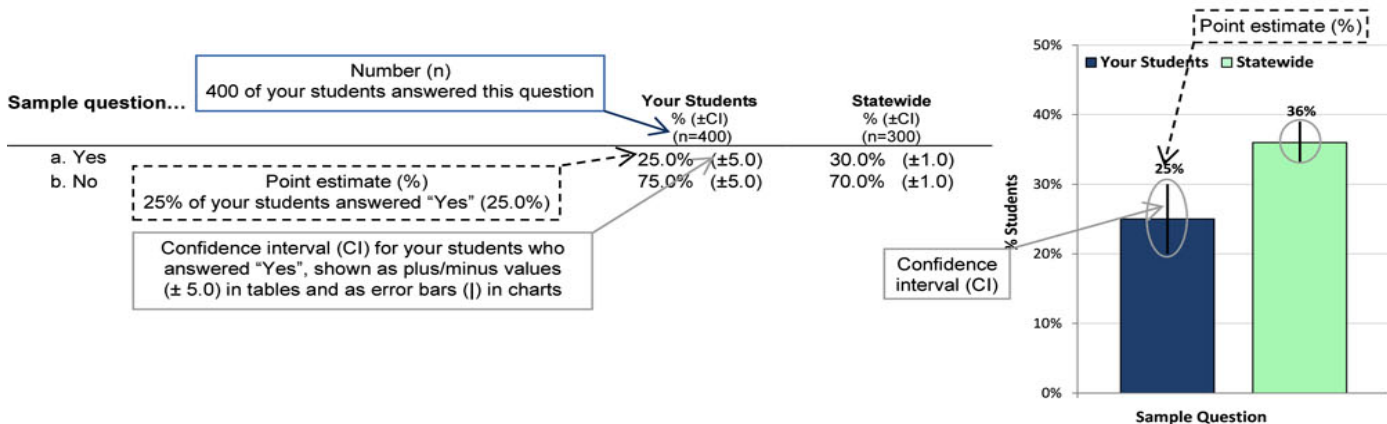 Number (n)
400 of your students answered this question
Sample question…
Your Students
% (±CI)
(n=400)
Statewide
% (±CI)
(n=300)
a. Yes
25.0% (±5.0)
30.0% (±1.0)
b. No
75.0% (±5.0)
70.0% (±1.0)
Point estimate (%)
25% of your students answered “Yes” (25.0%)
Confidence interval (CI) for your students who
answered “Yes”, shown as plus/minus values
(± 5.0) in tables and as error bars (|) in charts
Point estimate (%)
50%
40%
30%
20%
10%
0%
% Students
Your Students
Statewide
25%
36%
Confidence
interval (CI)
Sample Question